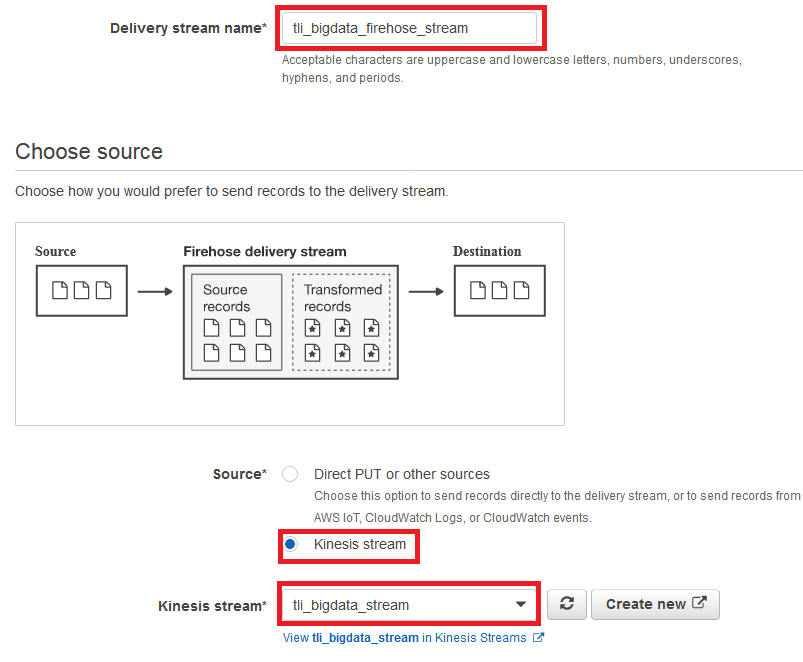 Delivery stream name* tli_bigdata_firehose_stream
Acceptable characters are uppercase and lowercase letters, numbers, underscores,
hyphens, and periods.
Choose source
Choose how you would prefer to send records to the delivery stream.
Source Firehose delivery stream Destination
Source Transformed
records records
Source* Direct PUT or other sources
Choose this option to send records directly to the delivery stream, or to send records from
AWS IoT, CloudWatch Logs, or CloudWatch events.
Kinesis stream
Kinesis stream* tli_bigdata_stream Create new
View tli_bigdata_stream in Kinesis Streams